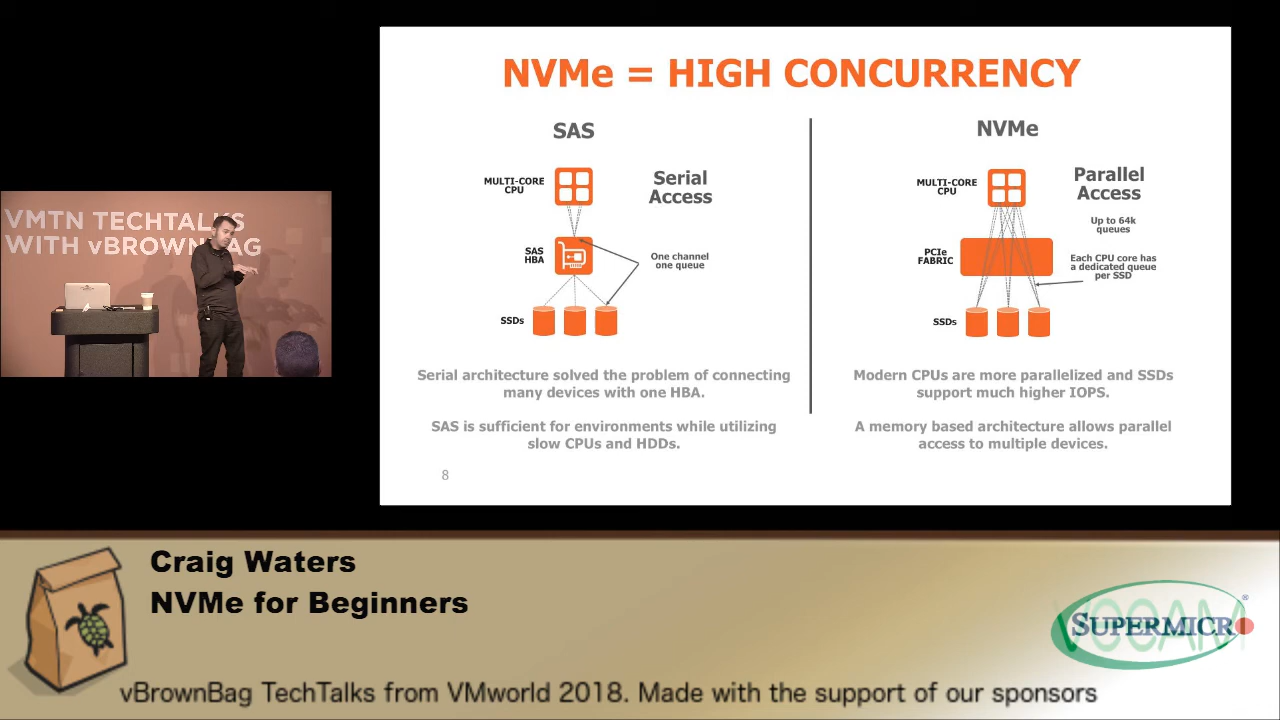 VMTN TECHTALKS
WITH vBROWNBAG
NVMe = HIGH CONCURRENCY
SAS
MULTI-CORE
CPU
Serial
Access
SAS
HBA
One channel
one queue
SSDs
Serial architecture solved the problem of connecting
many devices with one HBA.
SAS is sufficient for environments while utilizing
slow CPUs and HDDs.
8
NVMe
MULTI-CORE
CPU
Parallel
Access
Up to 64k
queues
PCIe
FABRIC
Each CPU core has
a dedicated queue
per SSD
SSDs
Modern CPUs are more parallelized and SSDs
support much higher IOPS.
A memory based architecture allows parallel
access to multiple devices.
Craig Waters
NVMe for Beginners
SUPERMICRO
®
vBrownBag TechTalks from VMworld 2018. Made with the support of our sponsors